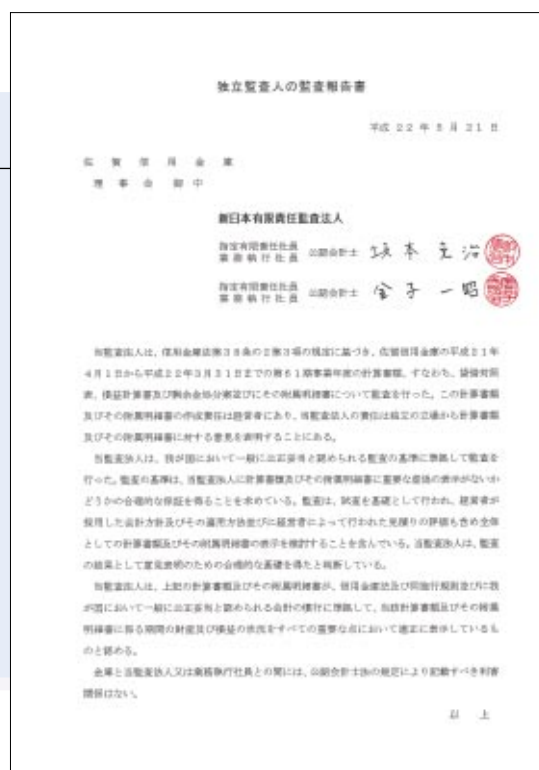 独立監査人の監査報告書
平成22年5月21日
佐賀信用金庫
理事会 御中
新日本有限責任監査法人
指定有限責任社員
業務執行社員 公認会計士 坂本 治
指定有限責任社員
業務執行社員 公認会計士 金子 一昭
当監査法人は、信用金庫法第38条の2第3項の規定に基づき、佐賀信用金庫の平成21年
4月1日から平成22年3月31日までの第61期事業年度の計算書類、すなわち、貸借対照
表、損益計算書及び剰余金処分案並びにその附属明細書について監査を行った。この計算書類
及びその附属明細書の作成責任は経営者にあり、当監査法人の責任は独立の立場から計算書類
及びその附属明細書に対する意見を表明することにある。
当監査法人は、我が国において一般に公正妥当と認められる監査の基準に準拠して監査を
行った。監査の基準は、当監査法人に計算書類及びその附属明細書に重要な虚偽の表示がないか
どうかの合理的な保証を得ることを求めている。監査は、試査を基礎として行われ、経営者が
採用した会計方針及びその適用方法並びに経営者によって行われた見積りの評価も含め全体
としての計算書類及びその附属明細書の表示を検討することを含んでいる。当監査法人は、監査
の結果として意見表明のための合理的な基礎を得たと判断している。
当監査法人は、上記の計算書類及びその附属明細書が、信用金庫法及び同施行規則並びに我
が国において一般に公正妥当と認められる会計の慣行に準拠して、当該計算書類及びその附属
明細書に係る期間の財産及び損益の状況をすべての重要な点において適正に表示しているも
のと認める。
金庫と当監査法人又は業務執行社員との間には、公認会計士法の規定により記載すべき利害
関係はない。
以上